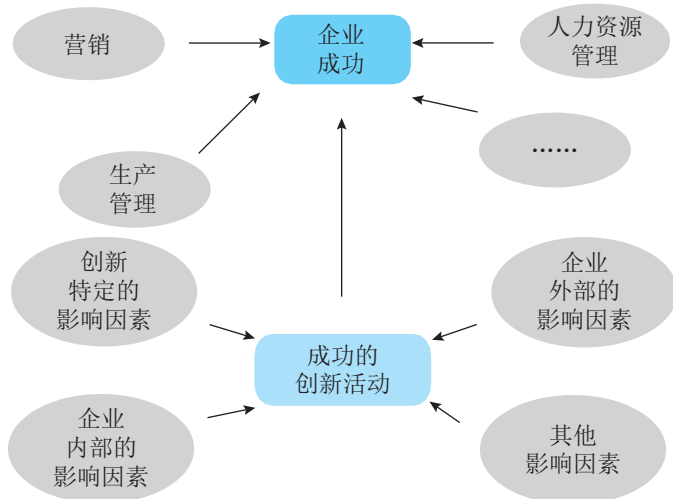 营销
企业
成功
人力资源
管理
……
生产
管理
创新
特定的
影响因素
企业
外部的
影响因素
成功的
创新活动
企业
内部的
影响因素
其他
影响因素